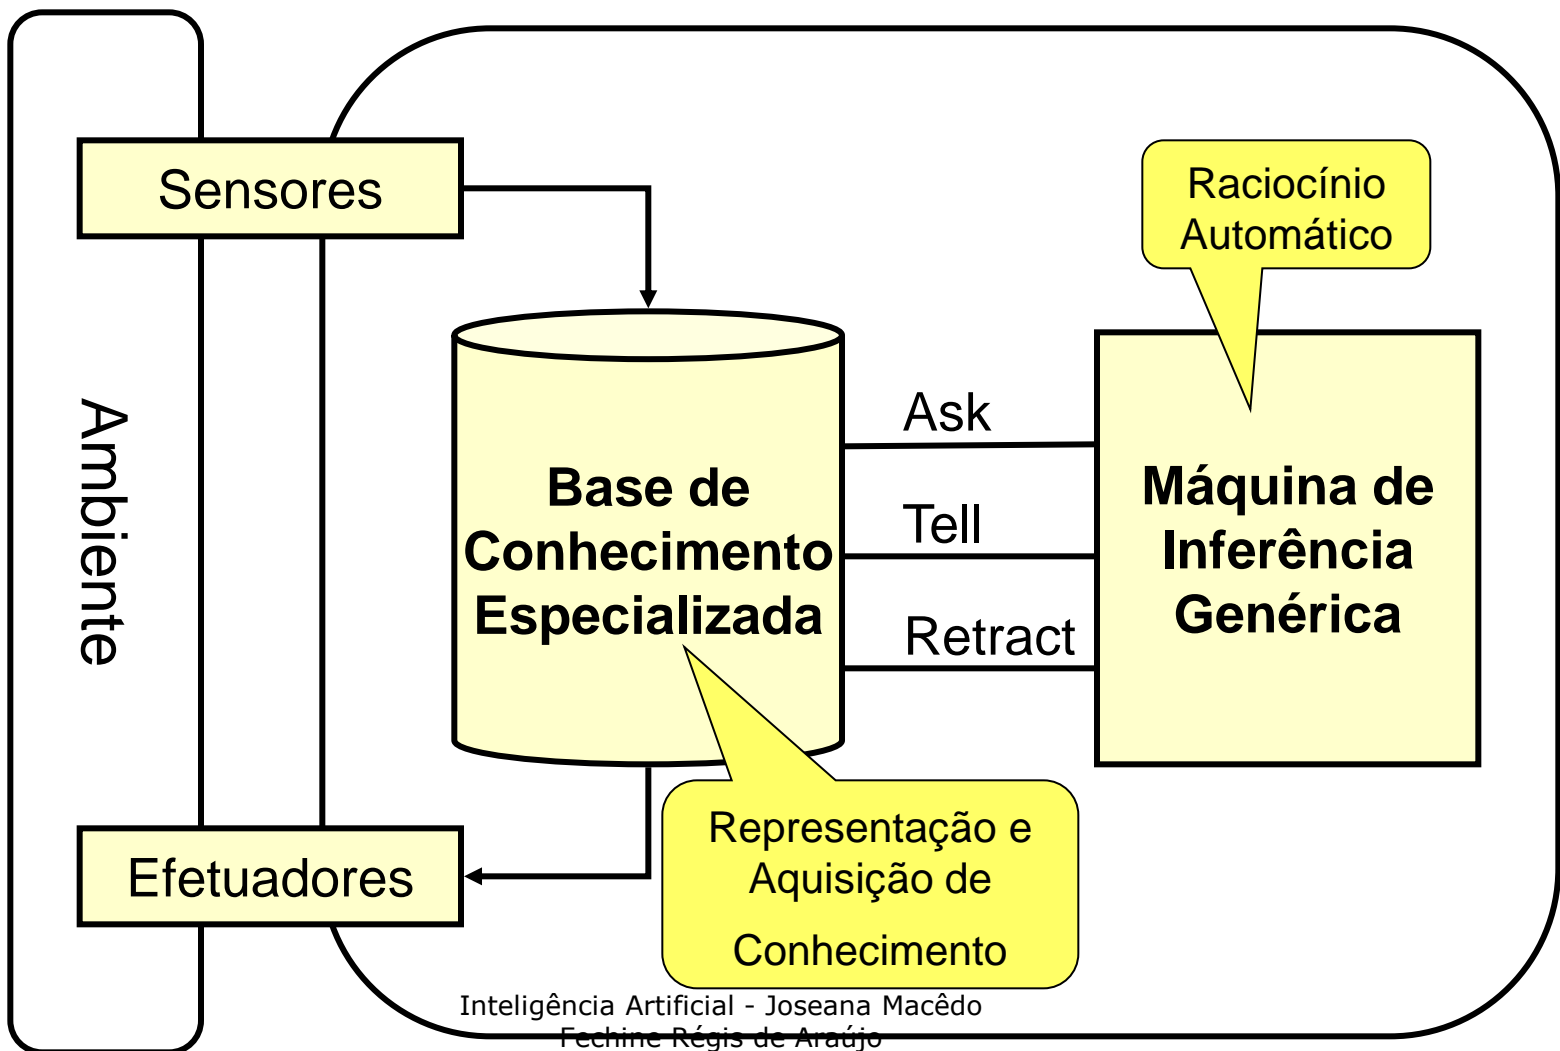 Sensores
Raciocínio
Automático
Ambiente
Ask
Tell
Retract
Base de
Conhecimento
Especializada
Máquina de
Inferência
Genérica
Efetuadores
Representação e
Aquisição de
Conhecimento
Inteligência Artificial - Joseana Macêdo
Fechine Régis de Araújo